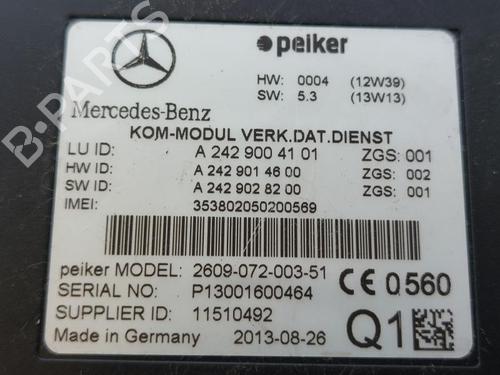 peiker
HW: 0004 (12W39)
SW: 5.3 (13W13)
Mercedes-Benz
KOM-MODUL VERK.DAT.DIENST
LU ID: A 242 900 41 01 ZGS: 001
HW ID: A 242 901 46 00 ZGS: 002
SW ID: A 242 902 82 00 ZGS: 001
IMEI: 353802050200569
peiker MODEL: 2609-072-003-51
CE 0560
SERIAL NO: P13001600464
SUPPLIER ID: 11510492
Q1
Made in Germany 2013-08-26